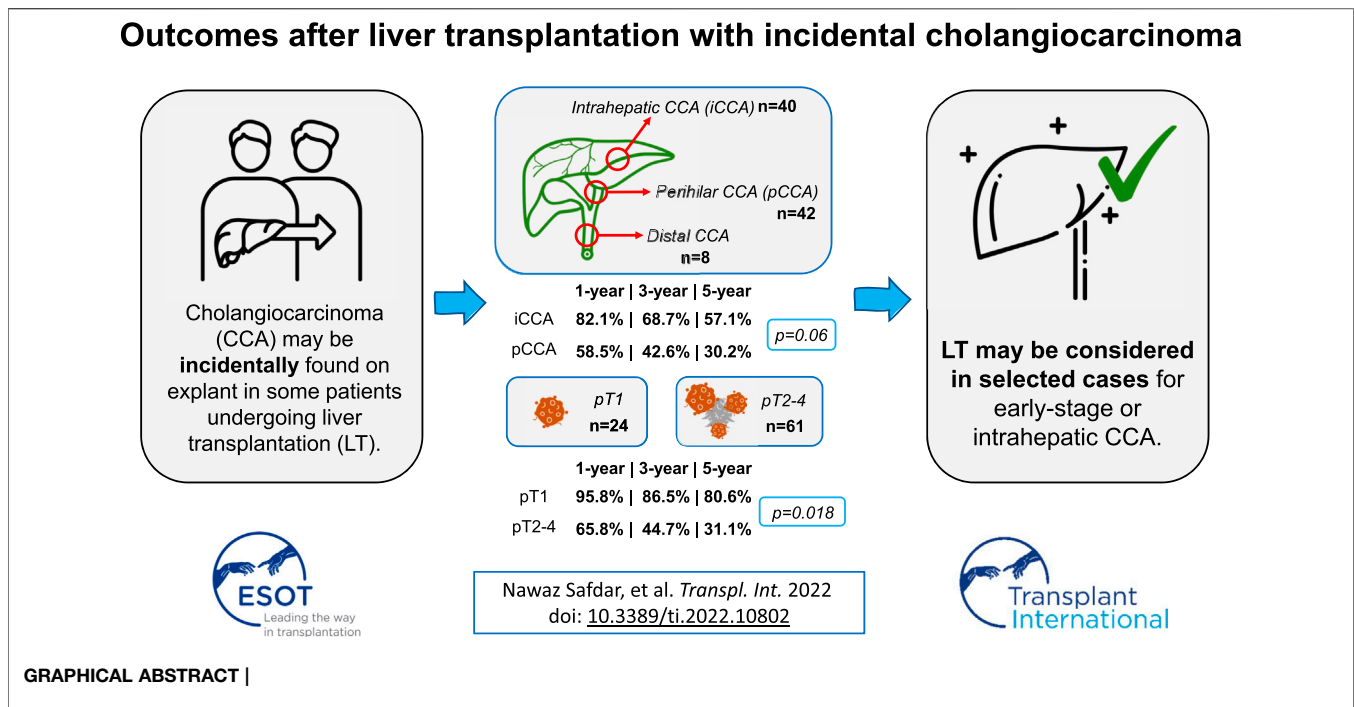 Outcomes after liver transplantation with incidental cholangiocarcinoma
Cholangiocarcinoma
(CCA) may be
incidentally found on
explant in some patients
undergoing liver
transplantation (LT).
Intrahepatic CCA (iCCA) n=40
Perihilar CCA (pCCA)
n=42
Distal CCA
n=8
1-year | 3-year | 5-year
iCCA 82.1% | 68.7% | 57.1%
pCCA 58.5% | 42.6% | 30.2%
p=0.06
pT1
n=24
pT2-4
n=61
1-year | 3-year | 5-year
pT1 95.8% | 86.5% | 80.6%
pT2-4 65.8% | 44.7% | 31.1%
p=0.018
LT may be considered
in selected cases for
early-stage or
intrahepatic CCA.
ESOT
Leading the way
in transplantation
Nawaz Safdar, et al. Transpl. Int. 2022
doi: 10.3389/ti.2022.10802
Transplant
International
GRAPHICAL ABSTRACT |